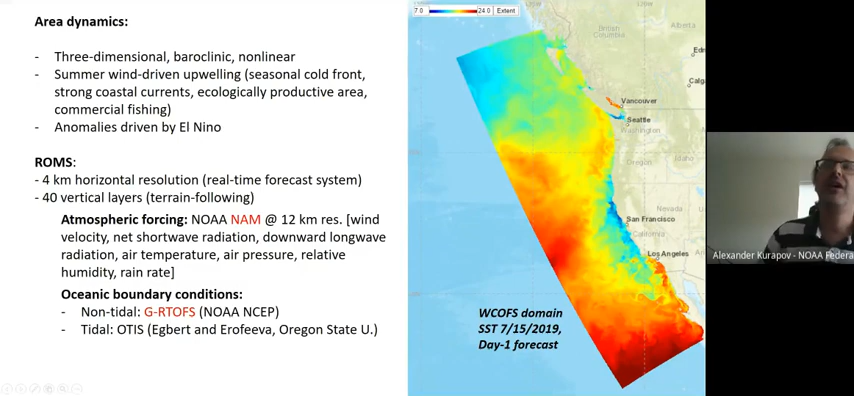 Area dynamics:
- Three-dimensional, baroclinic, nonlinear
- Summer wind-driven upwelling (seasonal cold front,
strong coastal currents, ecologically productive area,
commercial fishing)
- Anomalies driven by El Nino
ROMS:
- 4 km horizontal resolution (real-time forecast system)
- 40 vertical layers (terrain-following)
Atmospheric forcing: NOAA NAM @ 12 km res. [wind
velocity, net shortwave radiation, downward longwave
radiation, air temperature, air pressure, relative
humidity, rain rate]
Oceanic boundary conditions:
- Non-tidal: G-RTOFS (NOAA NCEP)
- Tidal: OTIS (Egbert and Erofeeva, Oregon State U.)
7.0 24.0 Extent
British
Columbia
Alberta
Vancouver
Seattle
Washington
Oregon
Idaho
Nevada
San Francisco
California
Los Angeles
WCOFS domain
SST 7/15/2019,
Day-1 forecast
Alexander Kurapov - NOAA Federa